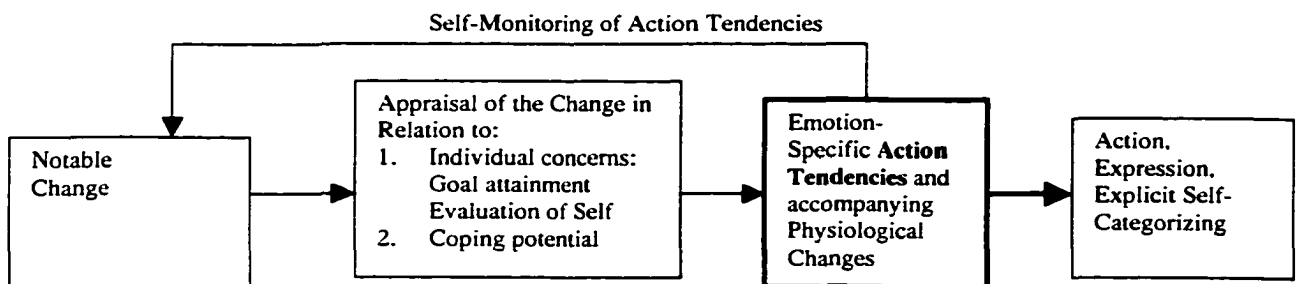 Self-Monitoring of Action Tendencies
Notable
Change
Appraisal of the Change in
Relation to:
1. Individual concerns:
Goal attainment
Evaluation of Self
2. Coping potential
Emotion-
Specific Action
Tendencies and
accompanying
Physiological
Changes
Action,
Expression,
Explicit Self-
Categorizing